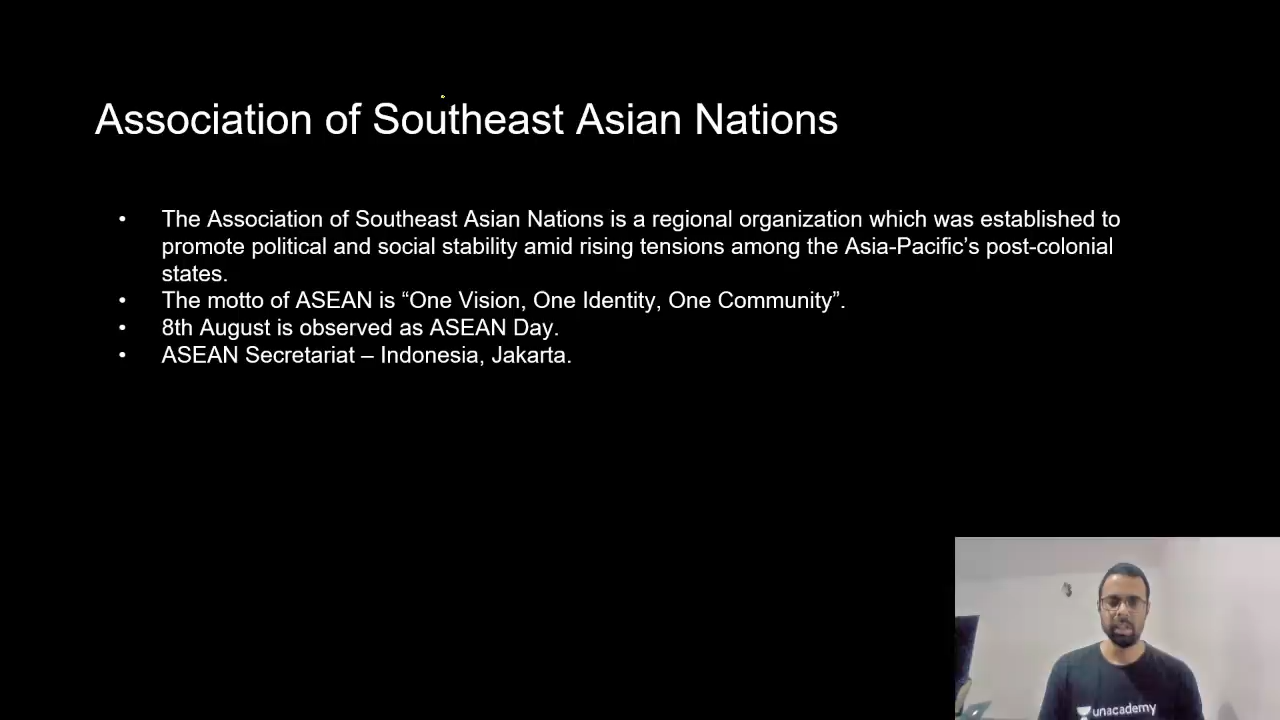 Association of Southeast Asian Nations
• The Association of Southeast Asian Nations is a regional organization which was established to
promote political and social stability amid rising tensions among the Asia-Pacific’s post-colonial
states.
• The motto of ASEAN is “One Vision, One Identity, One Community”.
• 8th August is observed as ASEAN Day.
• ASEAN Secretariat – Indonesia, Jakarta.
unacademy